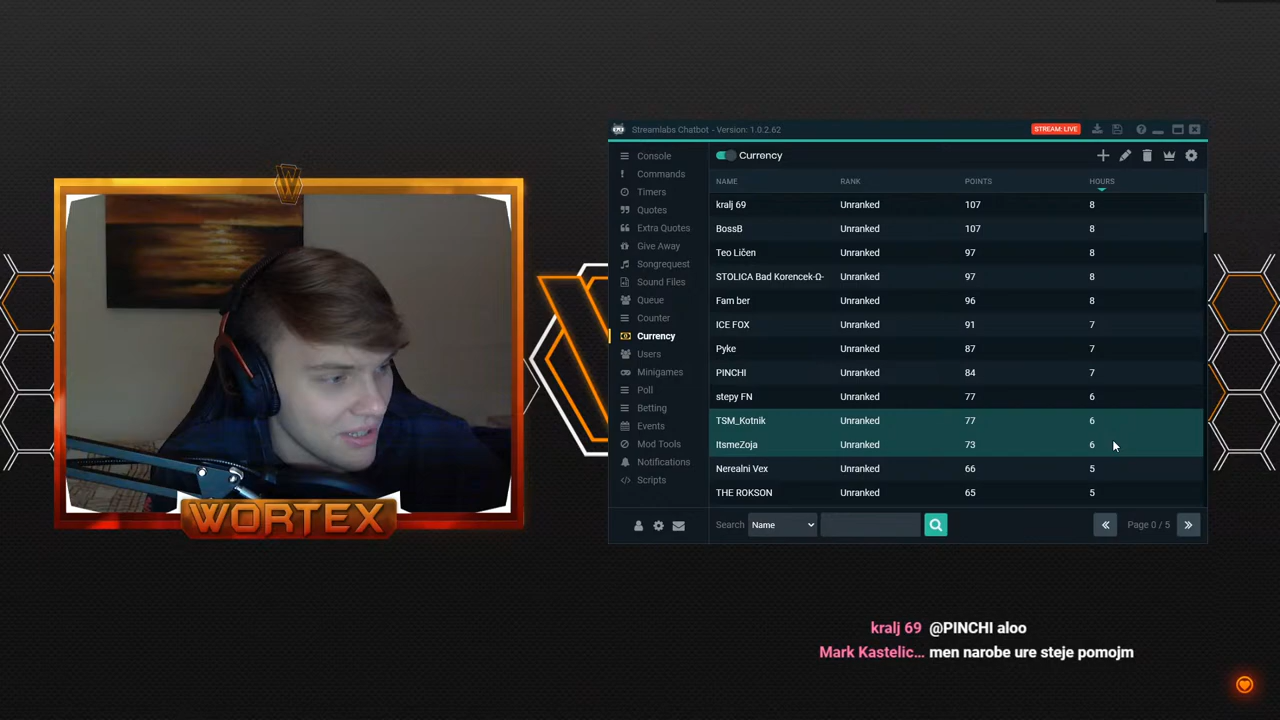 Streamlabs Chatbot - Version: 1.0.2.62
STREAM: LIVE
Console
Commands
Timers
Quotes
Extra Quotes
Give Away
Songrequest
Sound Files
Queue
Counter
Currency
Users
Minigames
Poll
Betting
Events
Mod Tools
Notifications
Scripts
Currency
NAME RANK POINTS HOURS
kralj 69 Unranked 107 8
BossB Unranked 107 8
Teo Ličen Unranked 97 8
STOLICA Bad Korencek-Ω- Unranked 97 8
Fam ber Unranked 96 8
ICE FOX Unranked 91 7
Pyke Unranked 87 7
PINCHI Unranked 84 7
stepy FN Unranked 77 6
TSM_Kotnik Unranked 77 6
ItsmeZoja Unranked 73 6
Nerealni Vex Unranked 66 5
THE ROKSON Unranked 65 5
Search Name Page 0 / 5
WORTEX
kralj 69 @PINCHI aloo
Mark Kastelic... men narobe ure steje pomojm